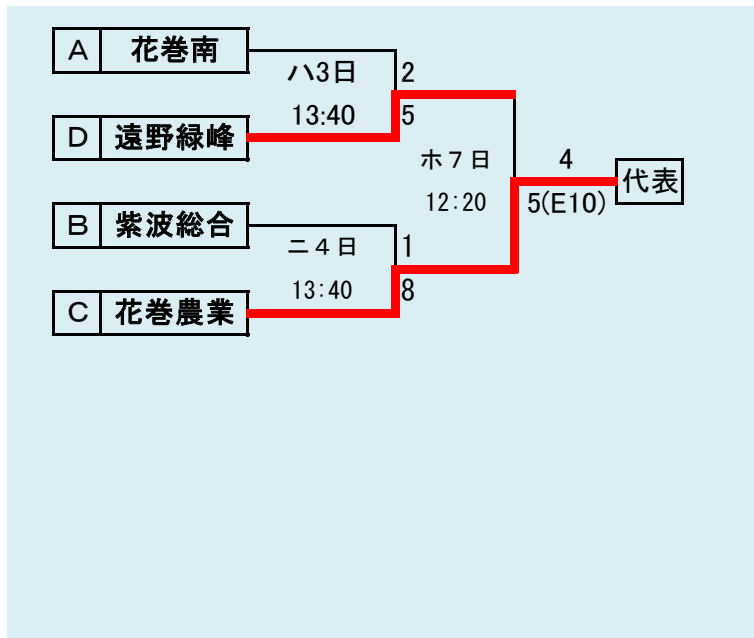 A 花巻南
ハ3日 2
13:40 5
D 遠野緑峰
ホ7日 4
12:20 5(E10) 代表
B 紫波総合
ニ4日 1
13:40 8
C 花巻農業